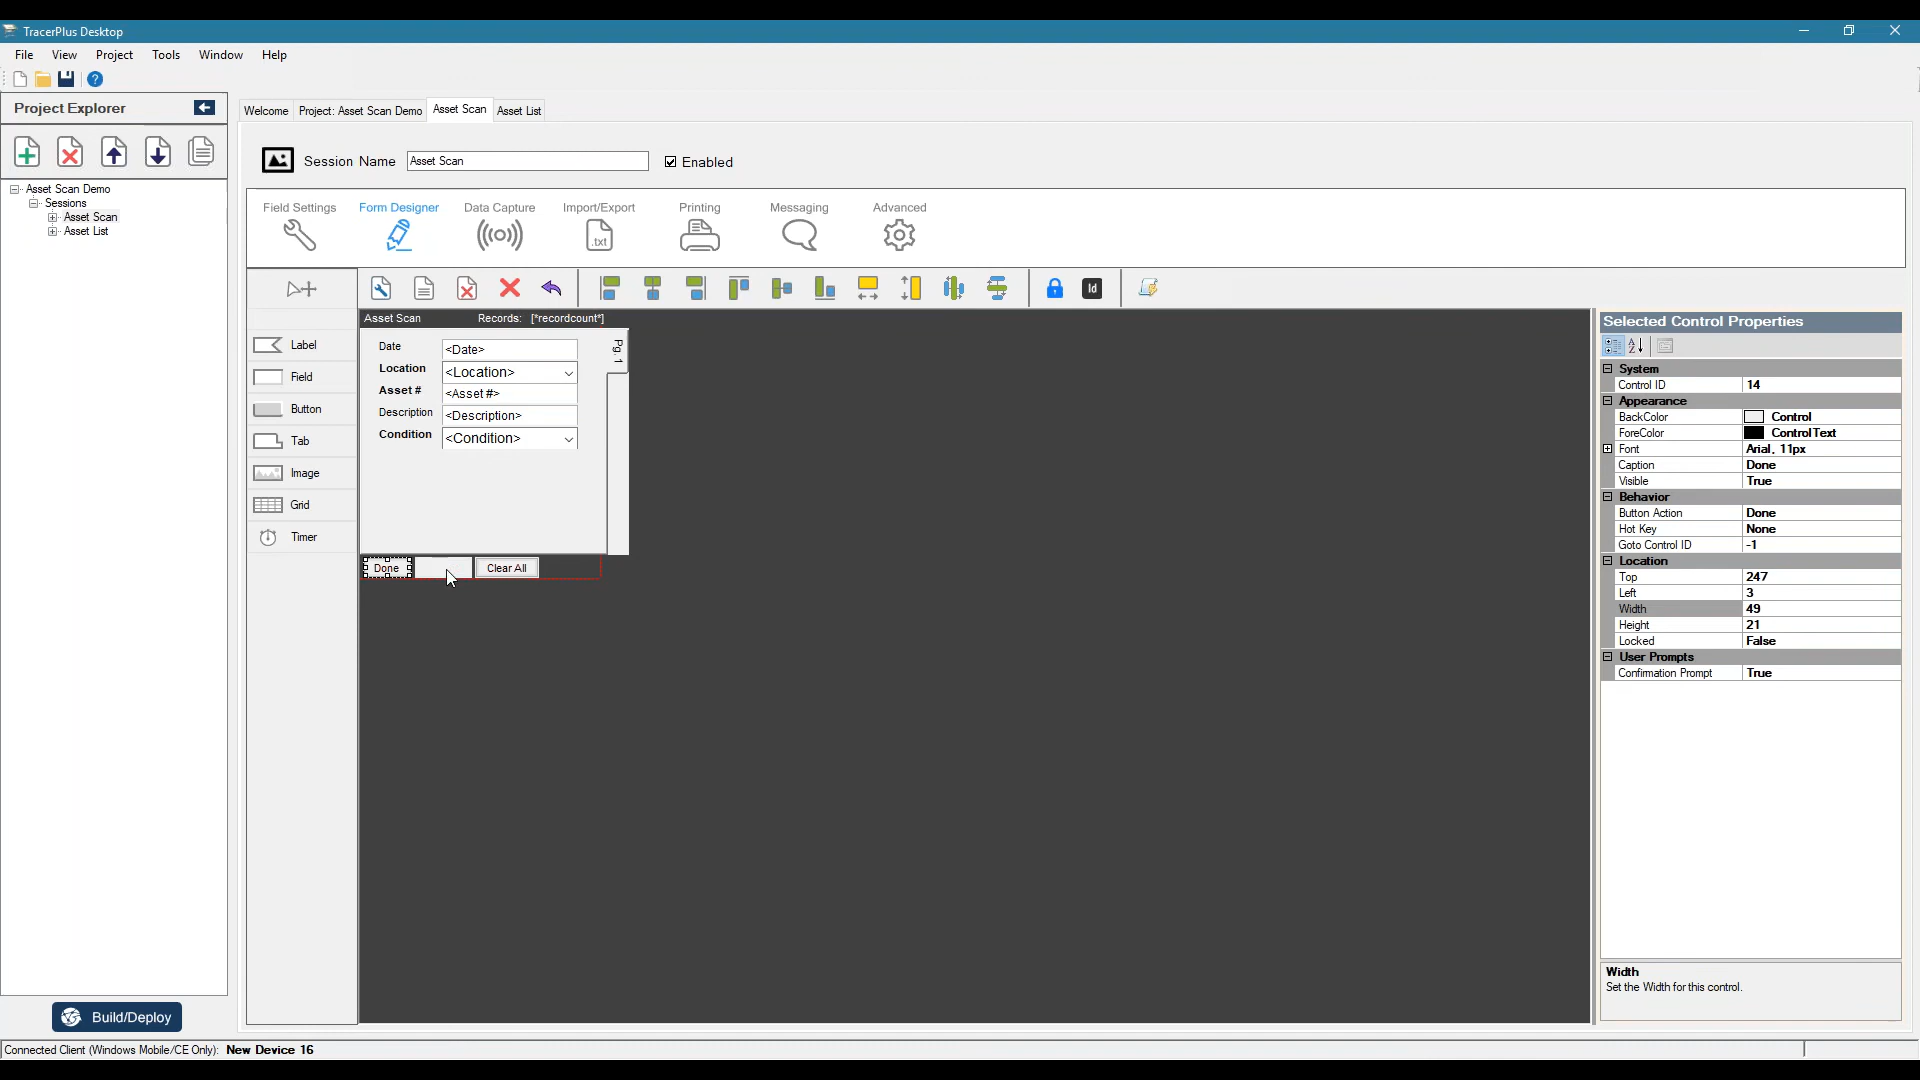 TracerPlus Desktop
File View Project Tools Window Help
?
Project Explorer
Asset Scan Demo
Sessions
Asset Scan
Asset List
Build/Deploy
Welcome Project: Asset Scan Demo Asset Scan Asset List
Session Name Asset Scan Enabled
Field Settings Form Designer Data Capture Import/Export Printing Messaging Advanced
.txt
Id
Label
Field
Button
Tab
Image
Grid
Timer
Asset Scan Records: [*recordcount*]
Pg. 1
Date <Date>
Location <Location>
Asset # <Asset #>
Description <Description>
Condition <Condition>
Done Clear All
Selected Control Properties
A
Z
System
Control ID 14
Appearance
BackColor Control
ForeColor ControlText
Font Arial, 11px
Caption Done
Visible True
Behavior
Button Action Done
Hot Key None
Goto Control ID -1
Location
Top 247
Left 3
Width 49
Height 21
Locked False
User Prompts
Confirmation Prompt True
Width
Set the Width for this control.
Connected Client (Windows Mobile/CE Only): New Device 16